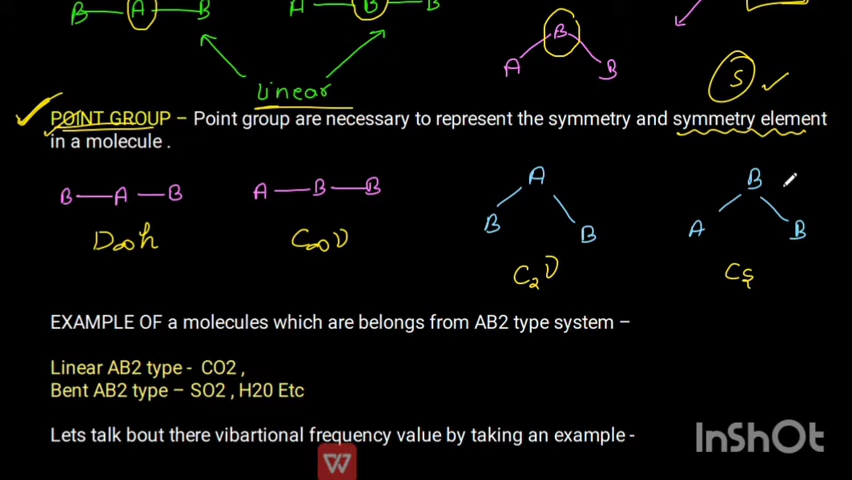 B — A — B
A — B — B
B
A
B
Linear
S
POINT GROUP – Point group are necessary to represent the symmetry and symmetry element
in a molecule .
B — A — B
A — B — B
A
B
B
B
A
B
D∞h
C∞v
C₂v
Cs
EXAMPLE OF a molecules which are belongs from AB2 type system –
Linear AB2 type - CO2 ,
Bent AB2 type – SO2 , H20 Etc
Lets talk bout there vibartional frequency value by taking an example -
InShOt